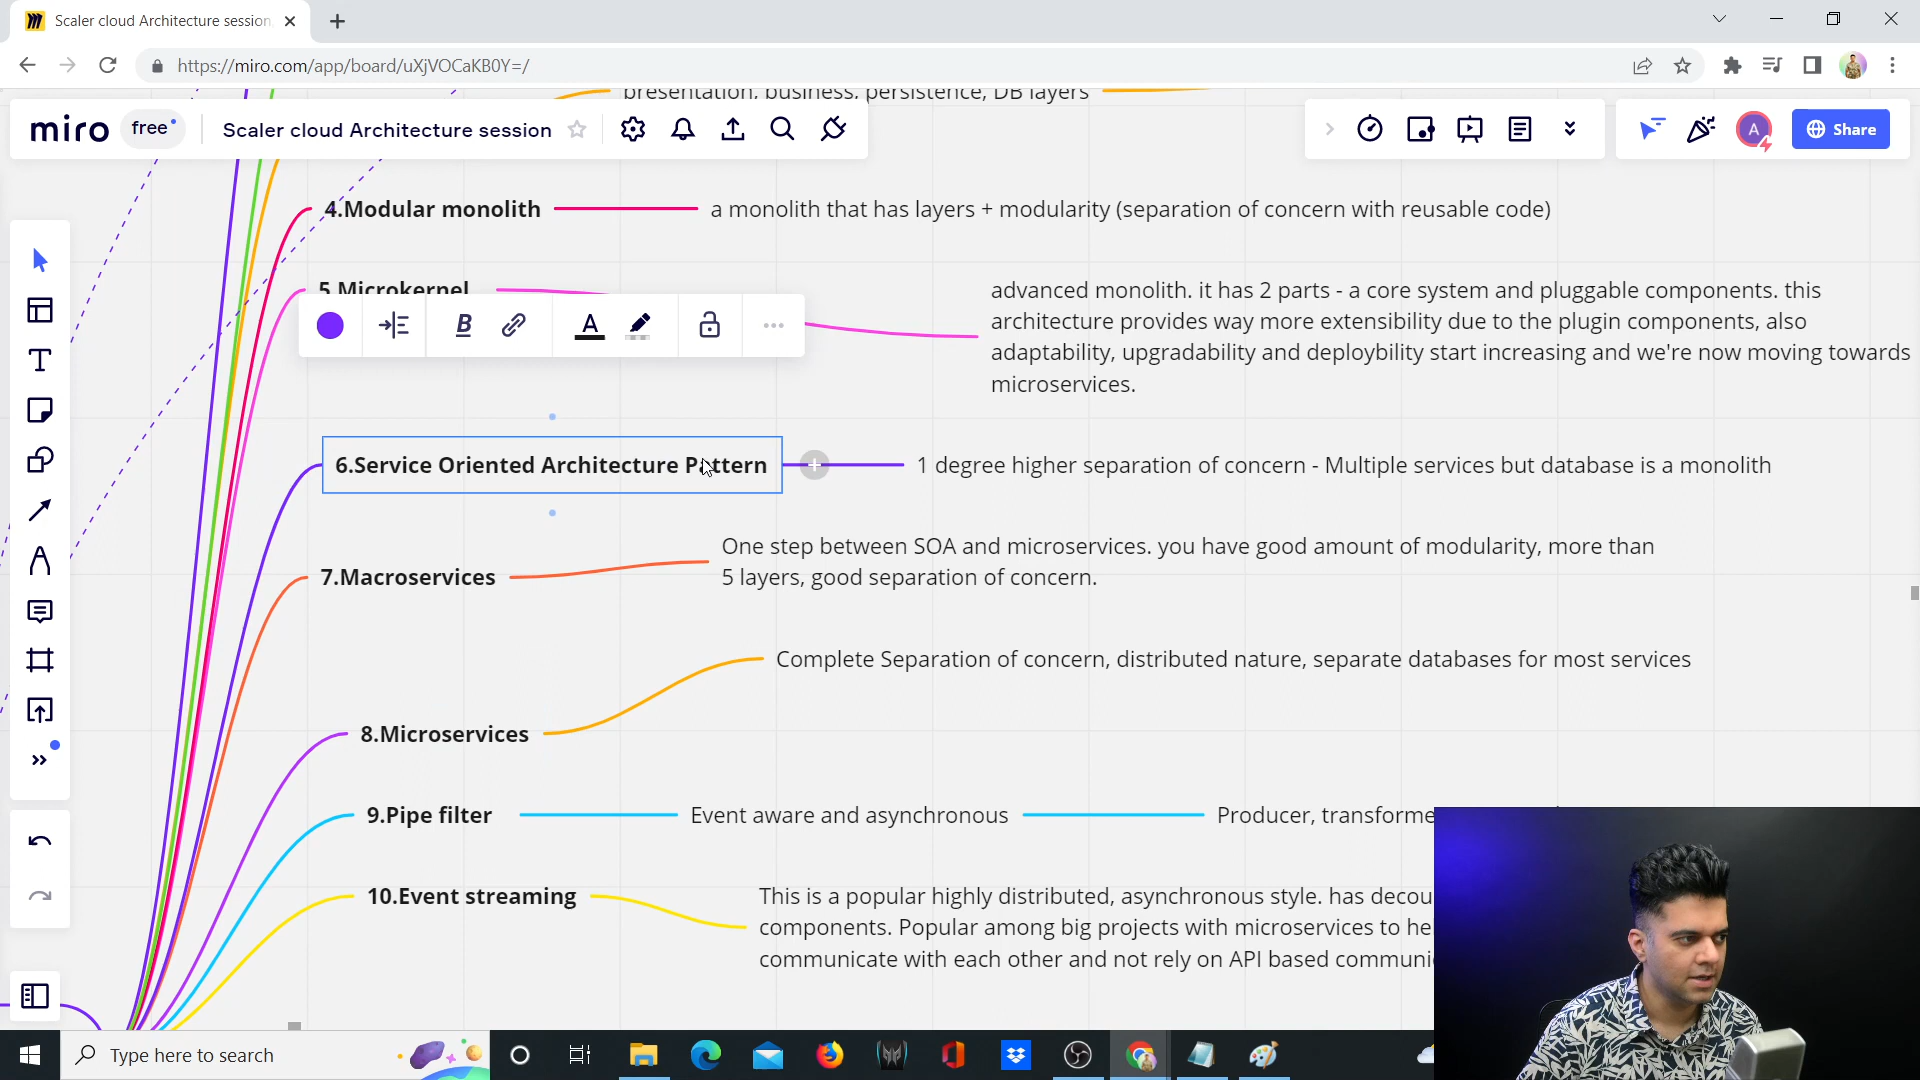 Scaler cloud Architecture session
https://miro.com/app/board/uXjVOCaKB0Y=/
presentation, business, persistence, DB layers
miro free Scaler cloud Architecture session
A Share
4.Modular monolith a monolith that has layers + modularity (separation of concern with reusable code)
5.Microkernel
advanced monolith. it has 2 parts - a core system and pluggable components. this
architecture provides way more extensibility due to the plugin components, also
adaptability, upgradability and deploybility start increasing and we're now moving towards
microservices.
B A
6.Service Oriented Architecture Pattern 1 degree higher separation of concern - Multiple services but database is a monolith
7.Macroservices
One step between SOA and microservices. you have good amount of modularity, more than
5 layers, good separation of concern.
Complete Separation of concern, distributed nature, separate databases for most services
8.Microservices
9.Pipe filter Event aware and asynchronous Producer,
10.Event streaming
This is a popular highly distributed, asynchronous style. has
components. Popular among big projects with microservices to
communicate with each other and not rely on API based
Type here to search